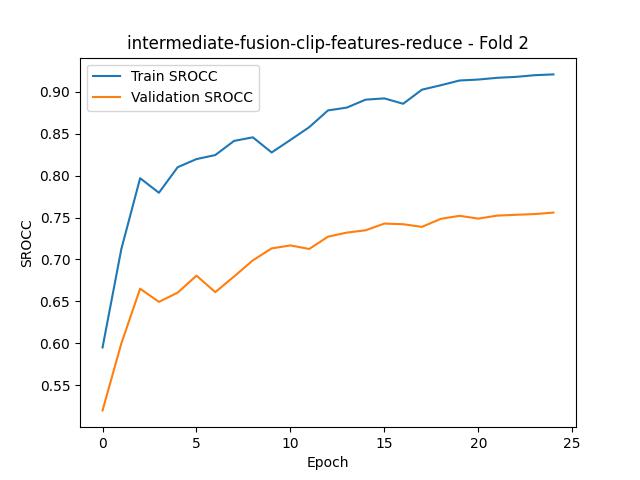 intermediate-fusion-clip-features-reduce - Fold 2
Train SROCC
Validation SROCC
SROCC
0.90
0.85
0.80
0.75
0.70
0.65
0.60
0.55
0 5 10 15 20 25
Epoch